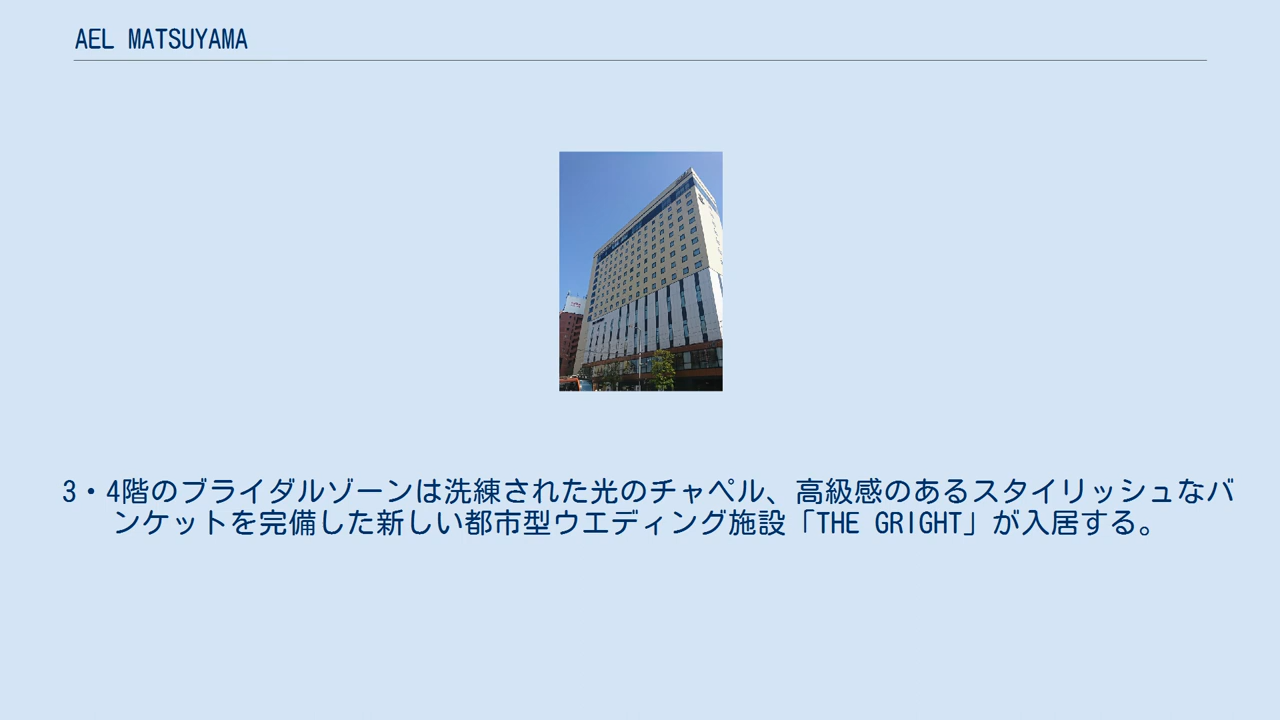 AEL MATSUYAMA
3・4階のブライダルゾーンは洗練された光のチャペル、高級感のあるスタイリッシュなバ
ンケットを完備した新しい都市型ウエディング施設「THE GRIGHT」が入居する。